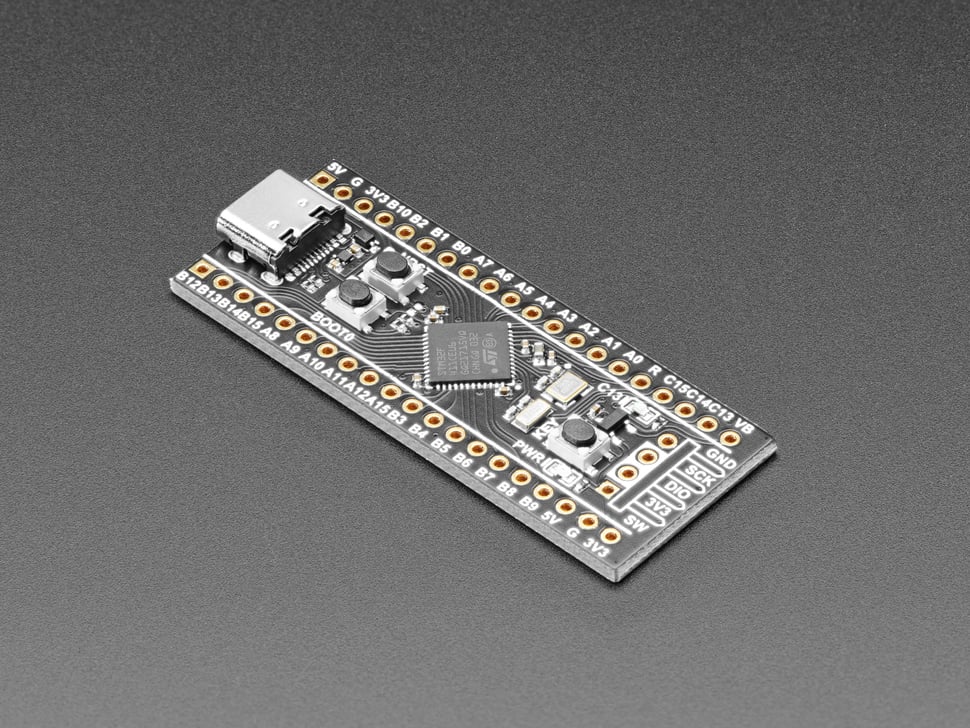 5V G 3V3 B10 B2 B1 B0 A7 A6 A5 A4 A3 A2 A1 A0 R C15 C14 C13 VB
B12 B13 B14 B15 A8 A9 A10 A11 A12 A15 B3 B4 B5 B6 B7 B8 B9 5V G 3V3
BOOT0
STM32F
C13
PWR
GND
SCK
DIO
3V3
SW